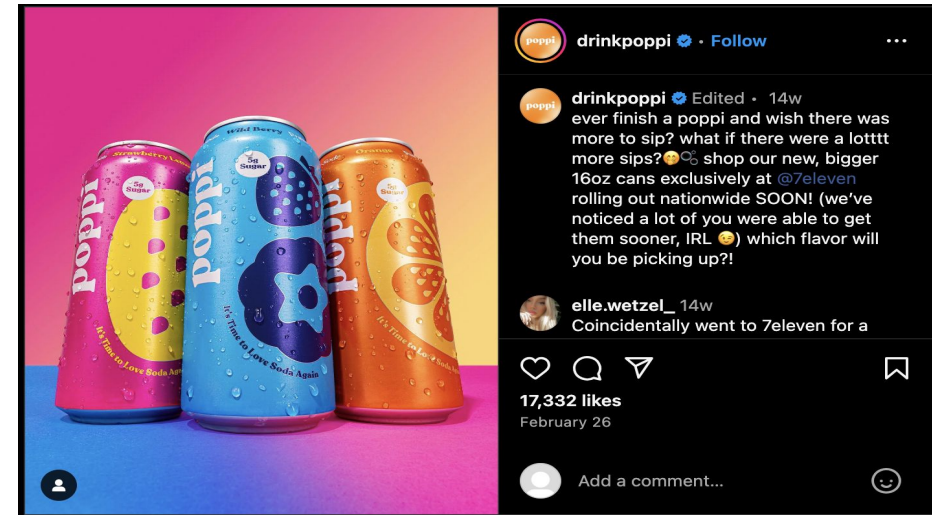 poppi
drinkpoppi • Follow
poppi
drinkpoppi Edited • 14w
ever finish a poppi and wish there was
more to sip? what if there were a lotttt
more sips?🤭🫧 shop our new, bigger
16oz cans exclusively at @7eleven
rolling out nationwide SOON! (we’ve
noticed a lot of you were able to get
them sooner, IRL 😉) which flavor will
you be picking up?!
elle.wetzel_ 14w
Coincidentally went to 7eleven for a
17,332 likes
February 26
Add a comment...
Strawberry
5g
Sugar
poppi
It's Time to Love Soda Again
Wild Berry
5g
Sugar
poppi
It's Time to Love Soda Again
Orange
5g
Sugar
poppi
It's Time to Love Soda